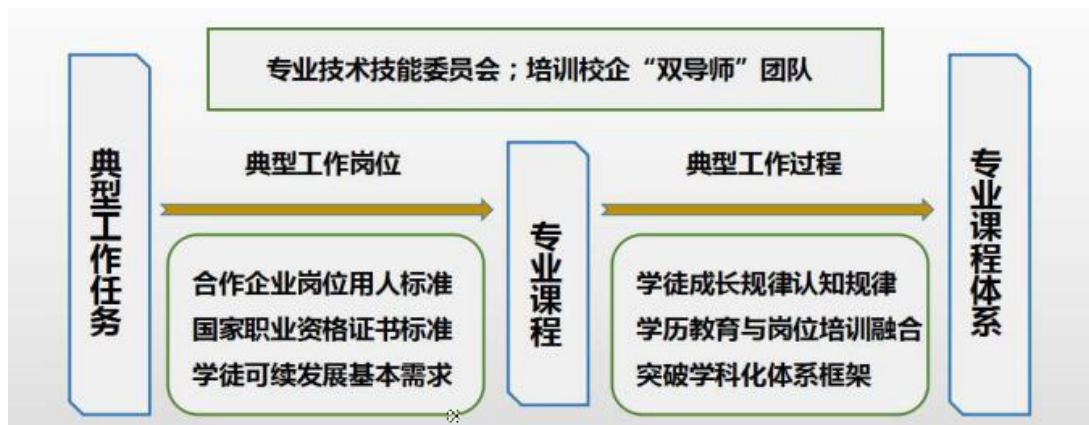 专业技术技能委员会；培训校企“双导师”团队
典型工作任务
典型工作岗位
合作企业岗位用人标准
国家职业资格证书标准
学徒可续发展基本需求
专业课程
典型工作过程
学徒成长规律认知规律
学历教育与岗位培训融合
突破学科化体系框架
专业课程体系